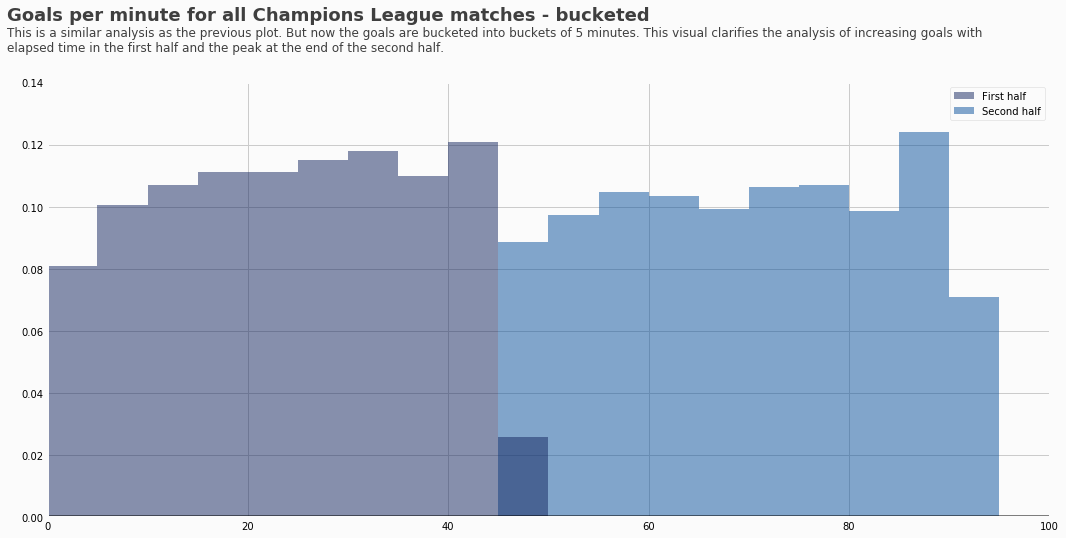 Goals per minute for all Champions League matches - bucketed
This is a similar analysis as the previous plot. But now the goals are bucketed into buckets of 5 minutes. This visual clarifies the analysis of increasing goals with
elapsed time in the first half and the peak at the end of the second half.
0.14
First half
Second half
0.12
0.10
0.08
0.06
0.04
0.02
0.00
0 20 40 60 80 100